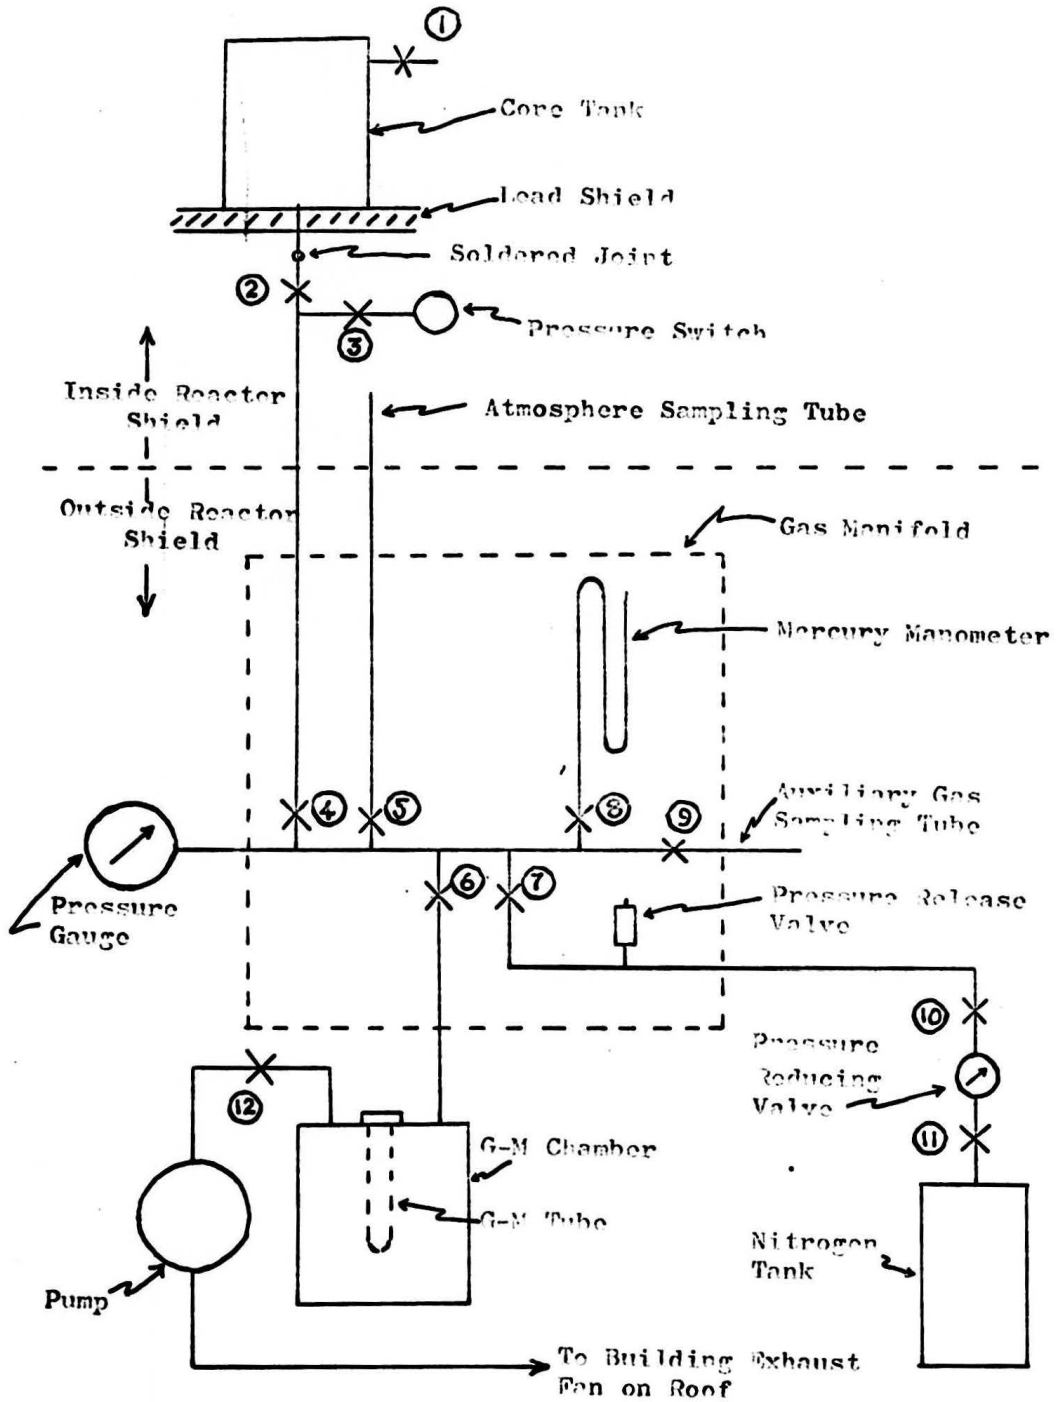 1
Core Tank
Lead Shield
Soldered Joint
2
Pressure Switch
3
Inside Reactor
Shield
Atmosphere Sampling Tube
Outside Reactor
Shield
Gas Manifold
Mercury Manometer
4
5
8
9
Auxiliary Gas
Sampling Tube
6
7
Pressure
Gauge
Pressure Release
Valve
10
Pressure
Reducing
Valve
12
11
G-M Chamber
G-M Tube
Nitrogen
Tank
Pump
To Building Exhaust
Fan on Roof